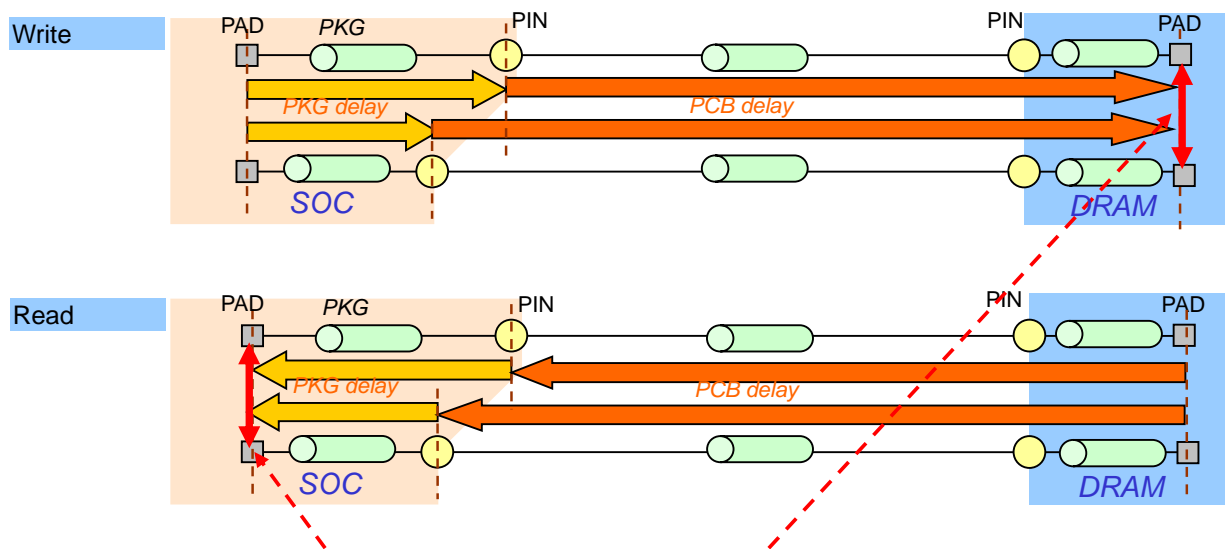 PAD PKG PIN PIN PAD
Write
PKG delay PCB delay
SOC DRAM
PAD PKG PIN PIN PAD
Read
PKG delay PCB delay
SOC DRAM